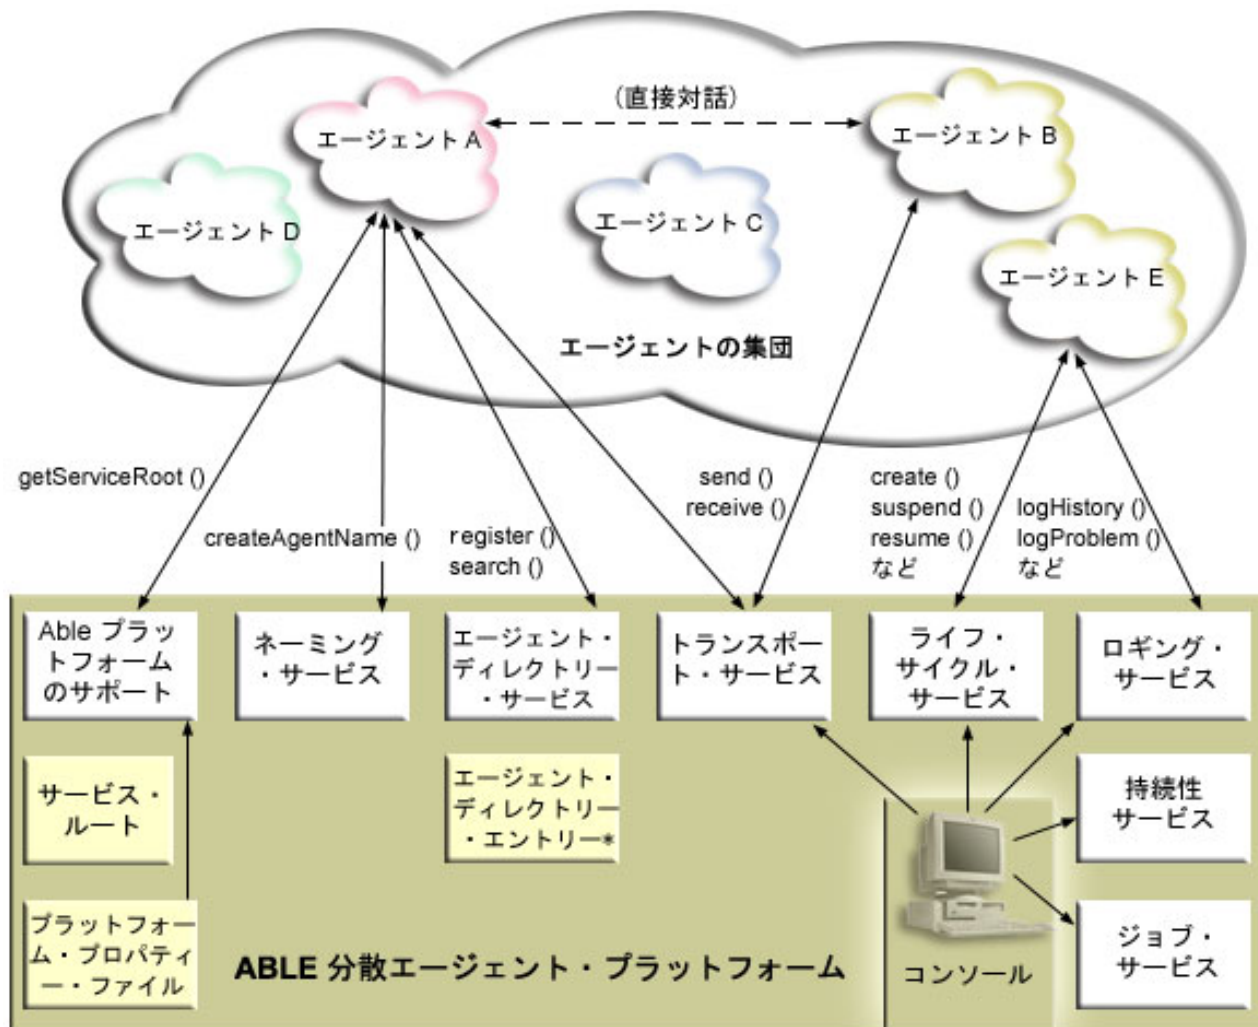 (直接対話)
エージェント A
エージェント B
エージェント D
エージェント C
エージェント E
エージェントの集団
getServiceRoot ()
createAgentName ()
register ()
search ()
send ()
receive ()
create ()
suspend ()
resume ()
など
logHistory ()
logProblem ()
など
Able プラッ
トフォーム
のサポート
ネーミング
・サービス
エージェント・
ディレクトリー
・サービス
トランスポー
ト・サービス
ライフ・
サイクル・
サービス
ロギング・
サービス
サービス・
ルート
エージェント・
ディレクトリー
・エントリー*
持続性
サービス
プラットフォー
ム・プロパティ
ー・ファイル
ABLE 分散エージェント・プラットフォーム
コンソール
ジョブ・
サービス